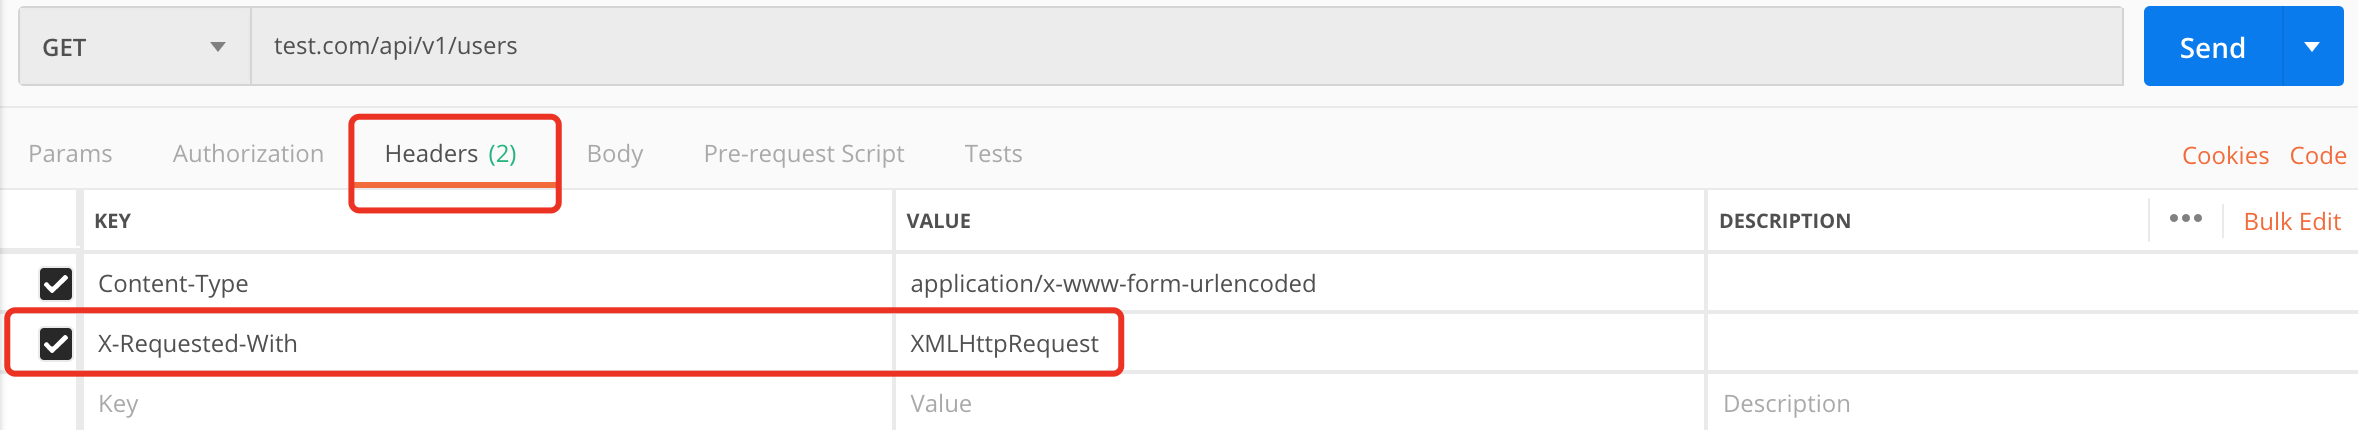 GET test.com/api/v1/users Send
Params Authorization Headers (2) Body Pre-request Script Tests Cookies Code
KEY VALUE DESCRIPTION ••• Bulk Edit
Content-Type application/x-www-form-urlencoded
X-Requested-With XMLHttpRequest
Key Value Description